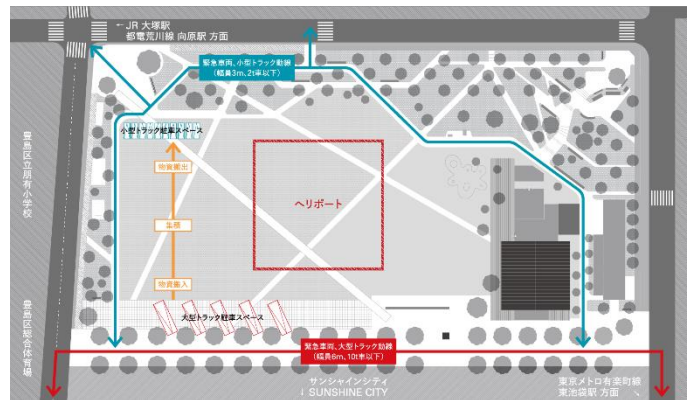 ←JR 大塚駅
都電荒川線 向原駅 方面
緊急車両、小型トラック動線
(幅員3m、2t車以下)
小型トラック駐車スペース
物資搬出
集積
物資搬入
ヘリポート
大型トラック駐車スペース
豊島区立朋有小学校
豊島区総合体育場
緊急車両、大型トラック動線
(幅員6m、10t車以下)
サンシャインシティ
↓ SUNSHINE CITY
東京メトロ有楽町線
東池袋駅 方面 ↘